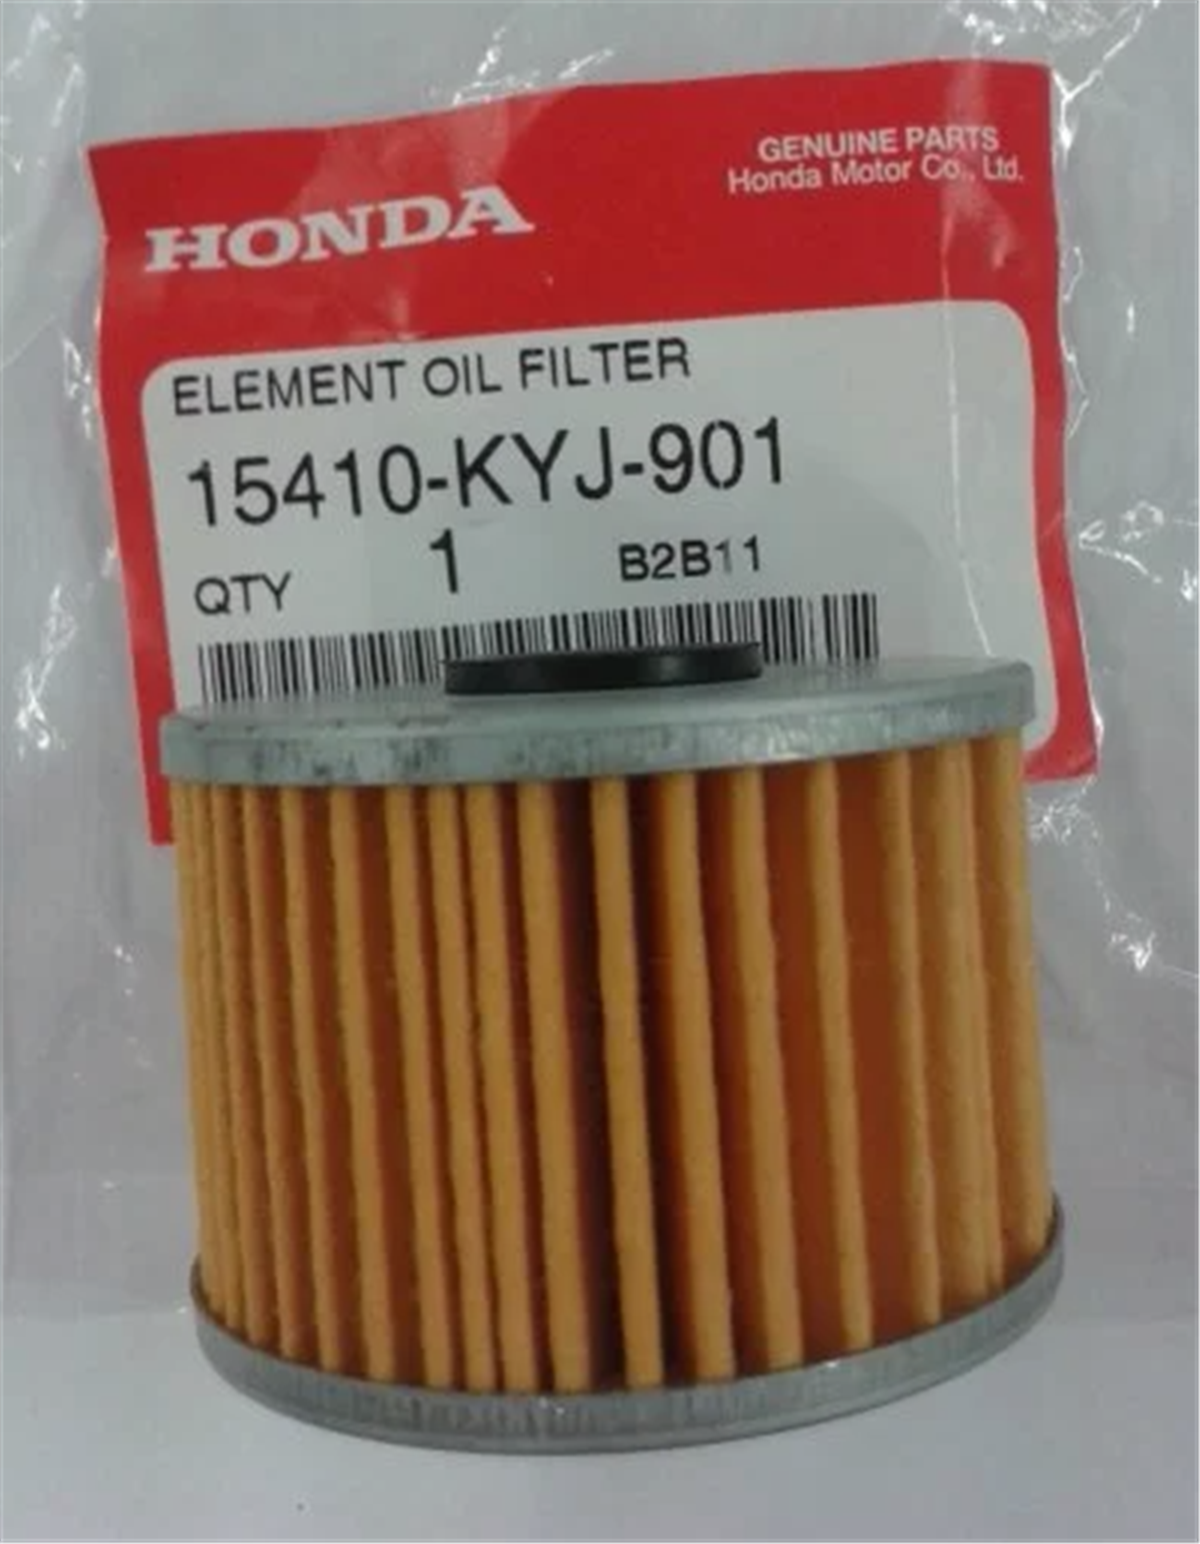 GENUINE PARTS
Honda Motor Co., Ltd.
HONDA
ELEMENT OIL FILTER
15410-KYJ-901
QTY 1 B2B11